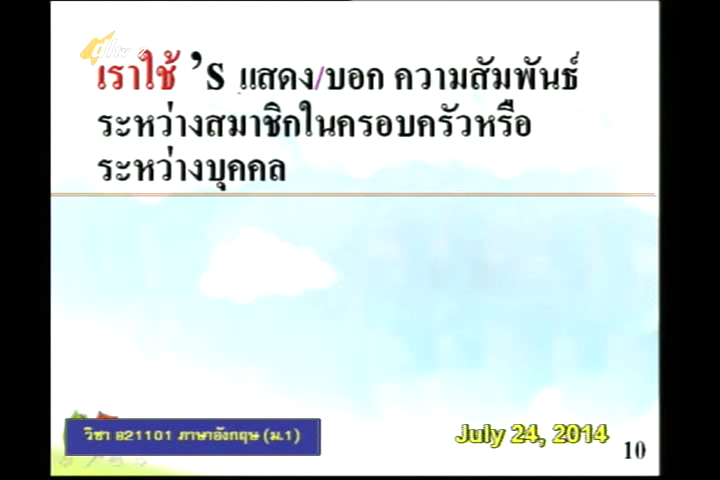 เราใช้ ’s แสดง/บอก ความสัมพันธ์
ระหว่างสมาชิกในครอบครัวหรือ
ระหว่างบุคคล
วิชา อ21101 ภาษาอังกฤษ (ม.1)
July 24, 2014
10